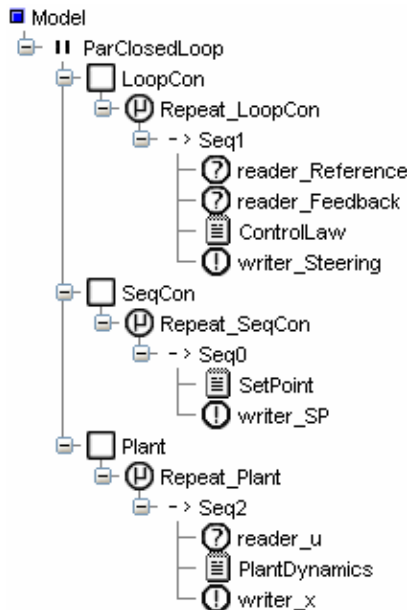 Model
ParClosedLoop
LoopCon
Repeat_LoopCon
-> Seq1
reader_Reference
reader_Feedback
ControlLaw
writer_Steering
SeqCon
Repeat_SeqCon
-> Seq0
SetPoint
writer_SP
Plant
Repeat_Plant
-> Seq2
reader_u
PlantDynamics
writer_x